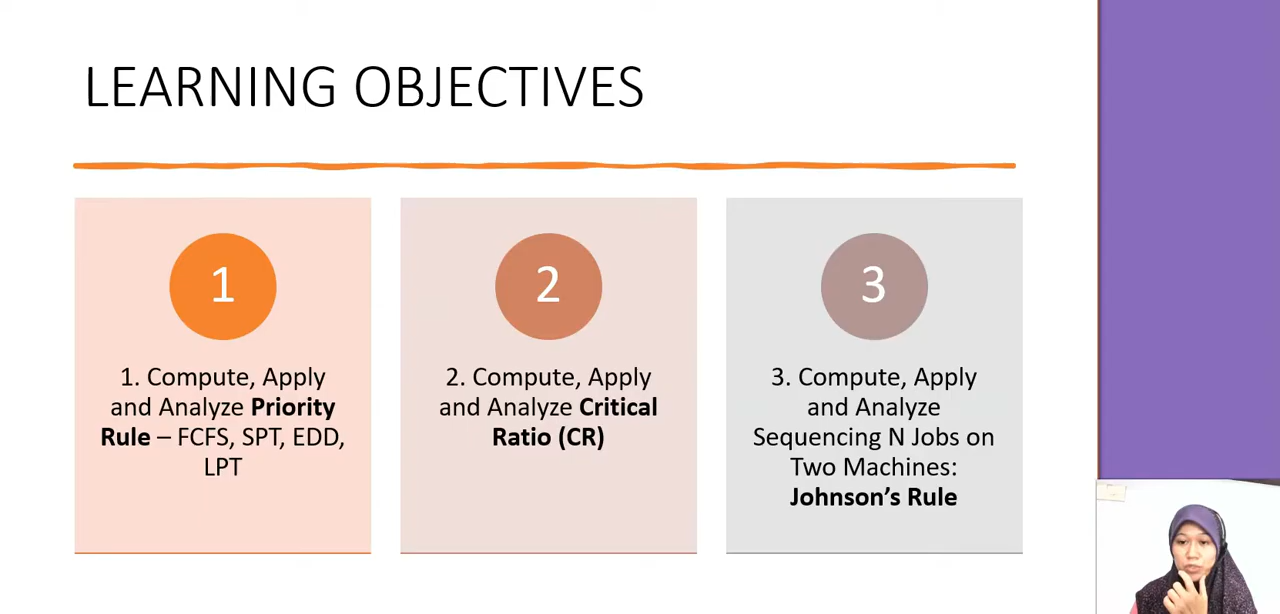 LEARNING OBJECTIVES
1
1. Compute, Apply
and Analyze Priority
Rule – FCFS, SPT, EDD,
LPT
2
2. Compute, Apply
and Analyze Critical
Ratio (CR)
3
3. Compute, Apply
and Analyze
Sequencing N Jobs on
Two Machines:
Johnson’s Rule